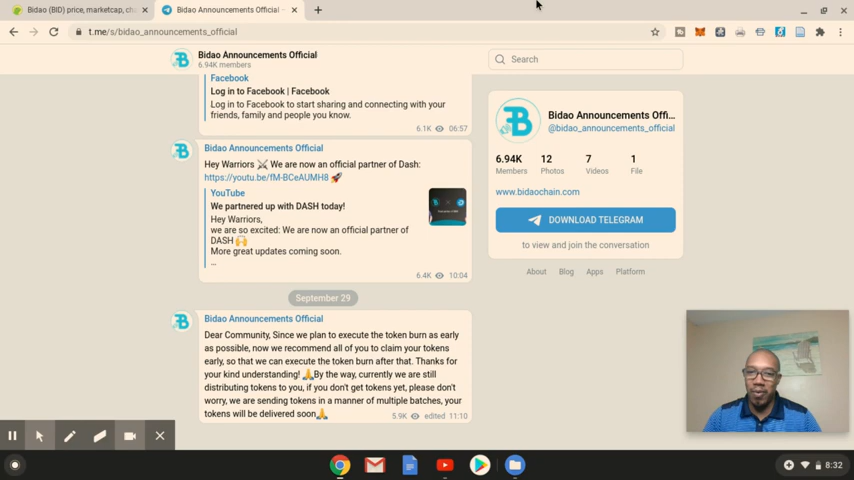 Bidao (BID) price, marketcap, cha
Bidao Announcements Official -
t.me/s/bidao_announcements_official
Bidao Announcements Official
6.94K members
Search
Facebook
Log in to Facebook | Facebook
Log in to Facebook to start sharing and connecting with your
friends, family and people you know.
6.1K 06:57
Bidao Announcements Official
Hey Warriors ⚔ We are now an official partner of Dash:
https://youtu.be/fM-BCeAUMH8 🚀
YouTube
We partnered up with DASH today!
Hey Warriors,
we are so excited: We are now an official partner of
DASH 🙌
More great updates coming soon.
...
6.4K 10:04
September 29
Bidao Announcements Official
Dear Community, Since we plan to execute the token burn as early
as possible, now we recommend all of you to claim your tokens
early, so that we can execute the token burn after that. Thanks for
your kind understanding! 🙏By the way, currently we are still
distributing tokens to you, if you don't get tokens yet, please don't
worry, we are sending tokens in a manner of multiple batches, your
tokens will be delivered soon🙏
5.9K edited 11:10
Bidao Announcements Offi...
@bidao_announcements_official
6.94K 12 7 1
Members Photos Videos File
www.bidaochain.com
DOWNLOAD TELEGRAM
to view and join the conversation
About Blog Apps Platform
8:32